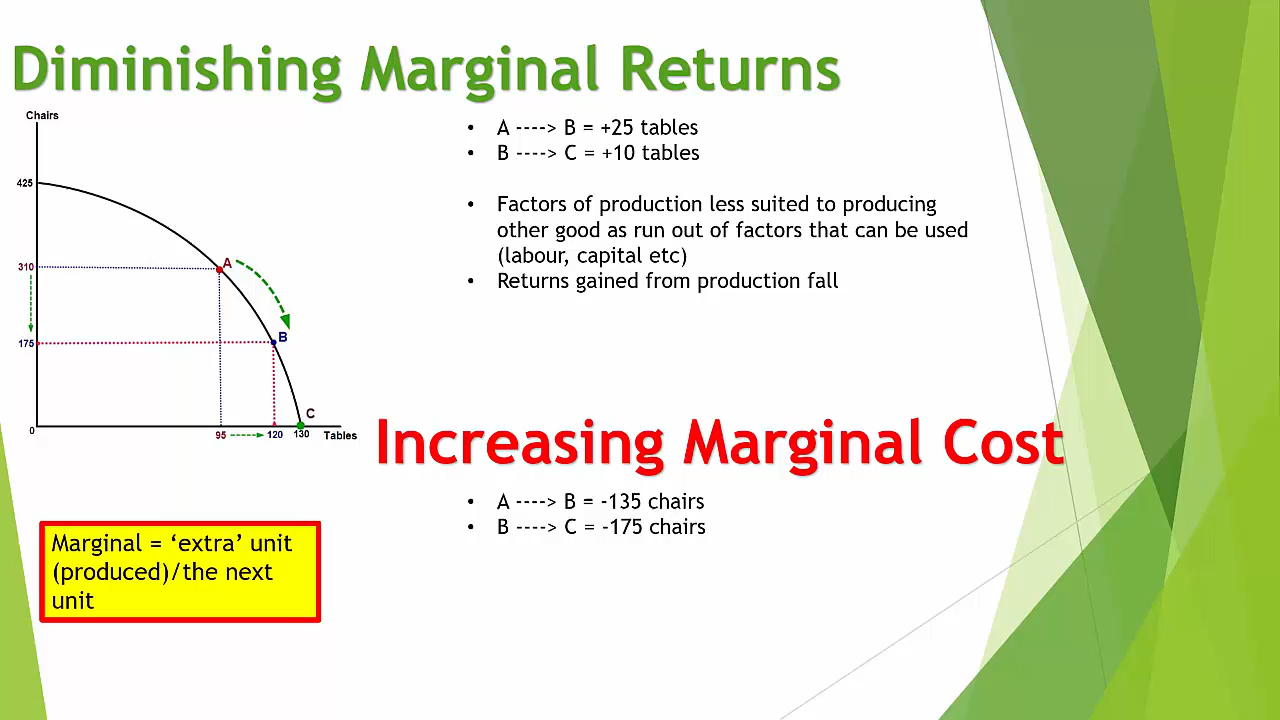 Diminishing Marginal Returns
Chairs
425
310
175
0
A
B
C
95
120
130
Tables
• A ----> B = +25 tables
• B ----> C = +10 tables
• Factors of production less suited to producing
other good as run out of factors that can be used
(labour, capital etc)
• Returns gained from production fall
Increasing Marginal Cost
• A ----> B = -135 chairs
• B ----> C = -175 chairs
Marginal = ‘extra’ unit
(produced)/the next
unit